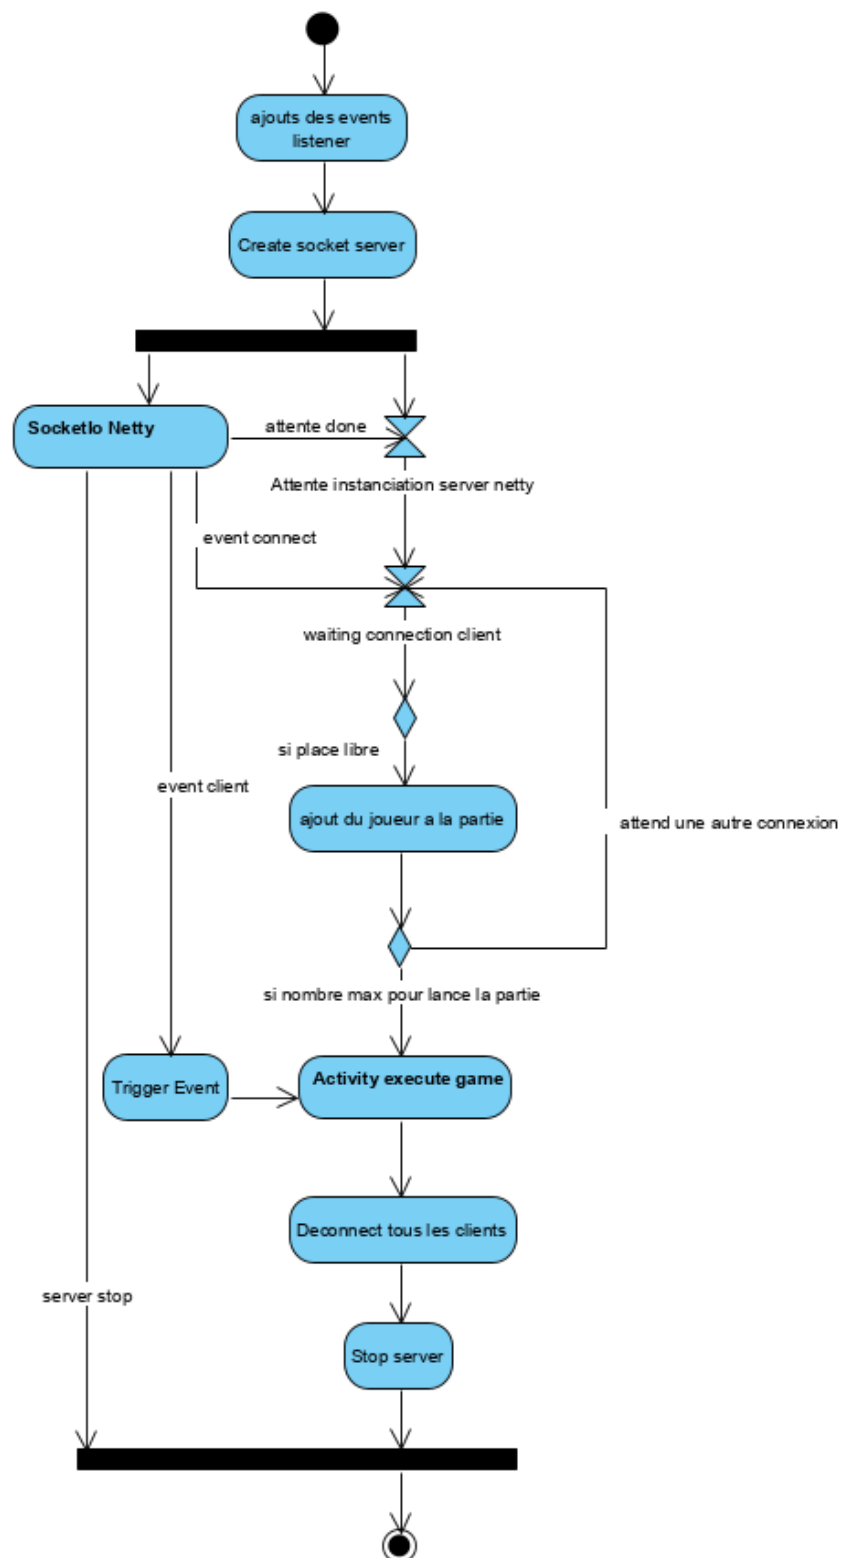 ajouts des events
listener
Create socket server
SocketIo Netty
attente done
Attente instanciation server netty
event connect
waiting connection client
si place libre
event client
ajout du joueur a la partie
attend une autre connexion
si nombre max pour lance la partie
Trigger Event
Activity execute game
Deconnect tous les clients
server stop
Stop server